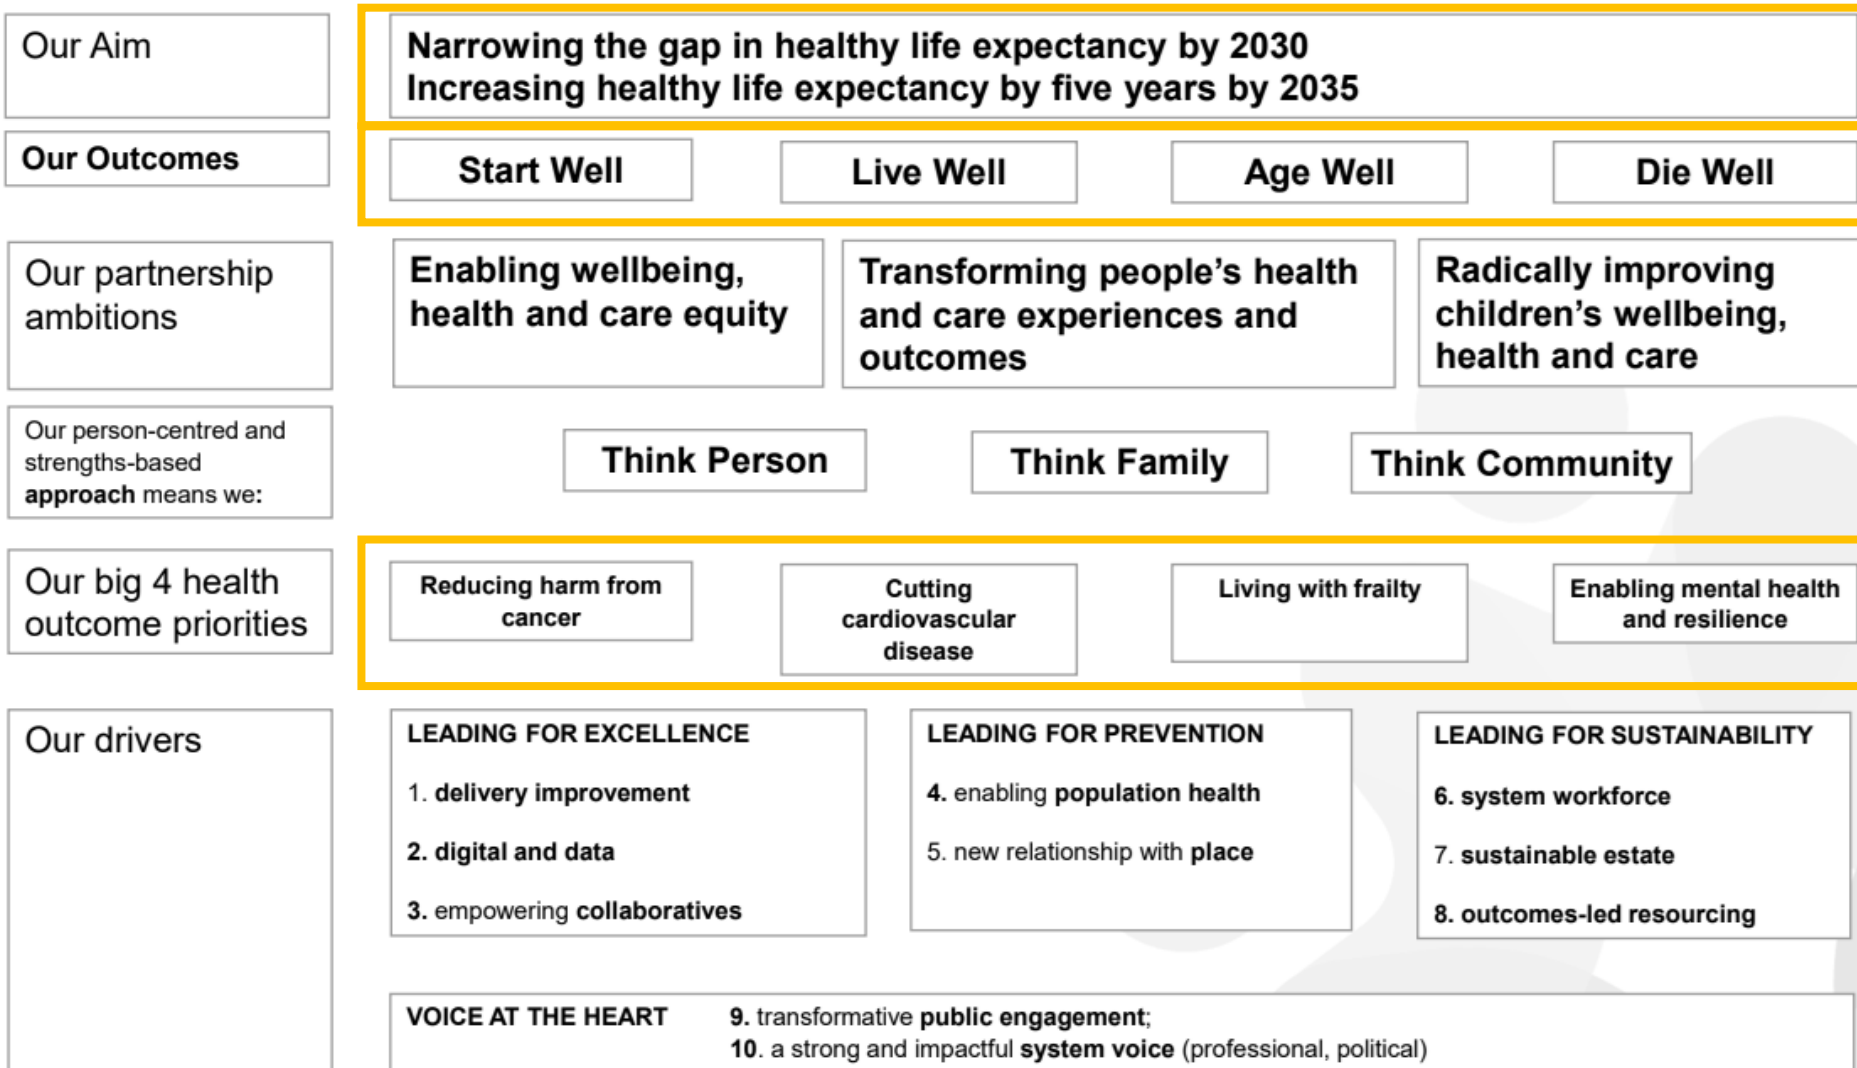 Our Aim
Narrowing the gap in healthy life expectancy by 2030
Increasing healthy life expectancy by five years by 2035
Our Outcomes
Start Well
Live Well
Age Well
Die Well
Our partnership
ambitions
Enabling wellbeing,
health and care equity
Transforming people’s health
and care experiences and
outcomes
Radically improving
children’s wellbeing,
health and care
Our person-centred and
strengths-based
approach means we:
Think Person
Think Family
Think Community
Our big 4 health
outcome priorities
Reducing harm from
cancer
Cutting
cardiovascular
disease
Living with frailty
Enabling mental health
and resilience
Our drivers
LEADING FOR EXCELLENCE
1. delivery improvement
2. digital and data
3. empowering collaboratives
LEADING FOR PREVENTION
4. enabling population health
5. new relationship with place
LEADING FOR SUSTAINABILITY
6. system workforce
7. sustainable estate
8. outcomes-led resourcing
VOICE AT THE HEART
9. transformative public engagement;
10. a strong and impactful system voice (professional, political)